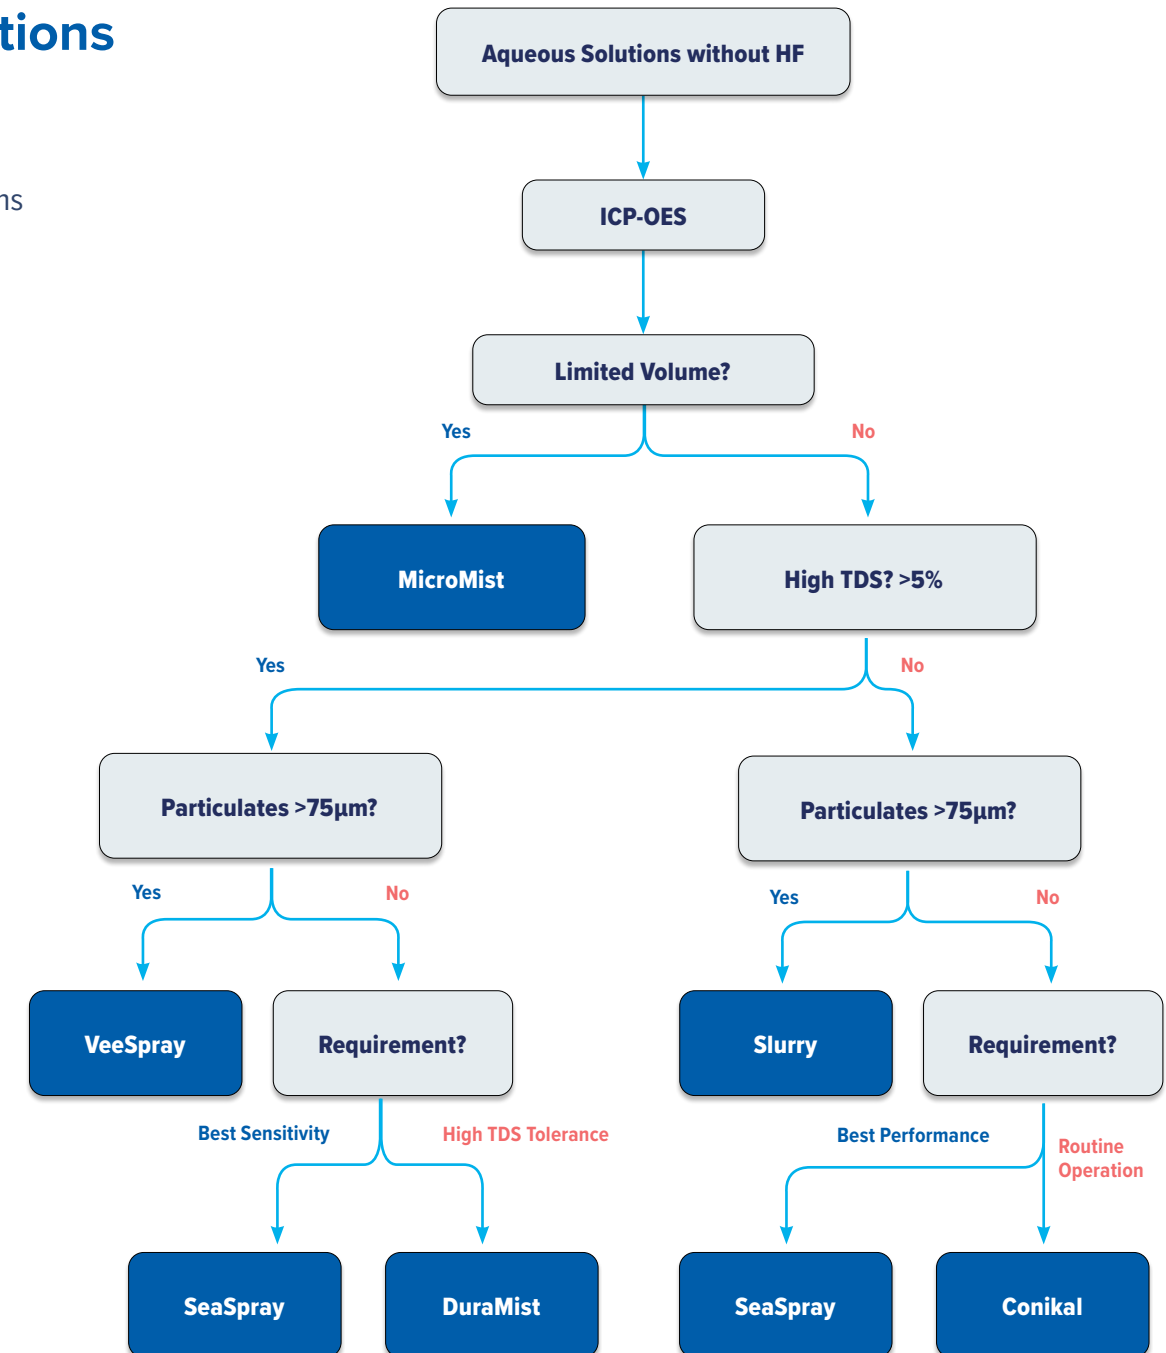 tions
ns
Aqueous Solutions without HF
ICP-OES
Limited Volume?
Yes
No
MicroMist
High TDS? >5%
Yes
No
Particulates >75µm?
Particulates >75µm?
Yes
No
Yes
No
VeeSpray
Requirement?
Slurry
Requirement?
Best Sensitivity
High TDS Tolerance
Best Performance
Routine
Operation
SeaSpray
DuraMist
SeaSpray
Conikal